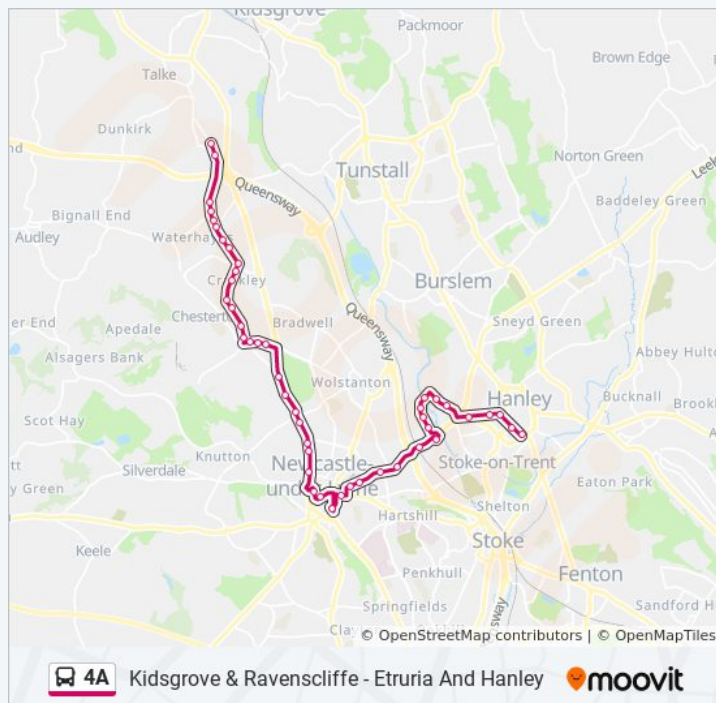 Kidsgrove
Packmoor
Talke
Brown Edge
Dunkirk
Norton Green
Tunstall
Leek
Queensway
Baddeley Green
Bignall End
Audley
Waterhayes
Burslem
Crackley
Queensway
Sneyd Green
Chesterton
Bradwell
Apedale
Abbey Hulton
Alsagers Bank
Wolstanton
Hanley
Bucknall
Scot Hay
Knutton
Newcastle-
under-Lyme
Stoke-on-Trent
Silverdale
Eaton Park
Shelton
Hartshill
Keele
Stoke
Penkhull
Fenton
Springfields
Sandford H
© OpenStreetMap contributors | © OpenMapTiles
4A
Kidsgrove & Ravenscliffe - Etruria And Hanley
moovit